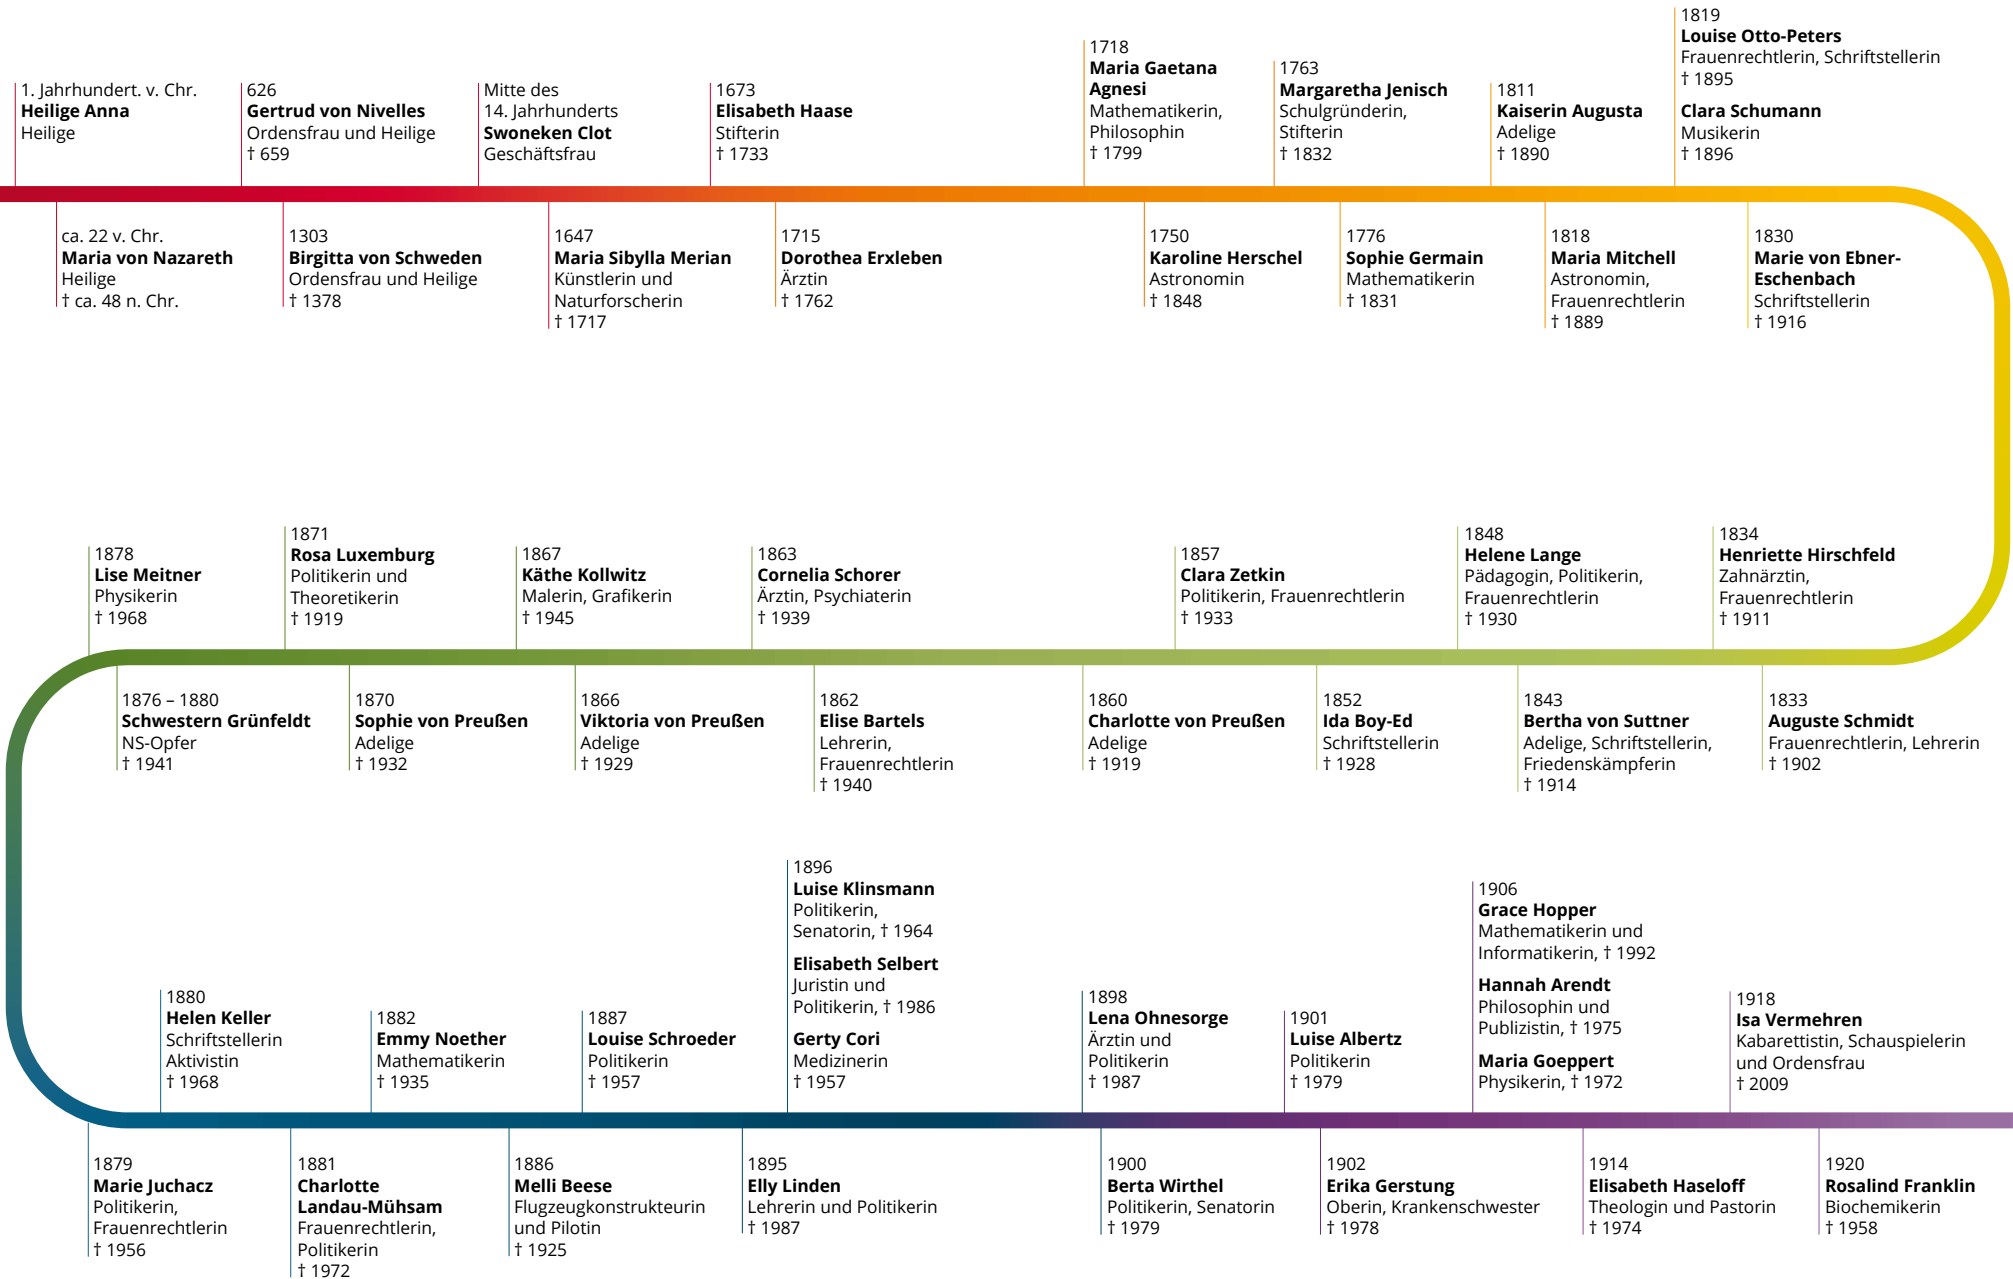 1. Jahrhundert. v. Chr.
Heilige Anna
Heilige
626
Gertrud von Nivelles
Ordensfrau und Heilige
† 659
Mitte des
14. Jahrhunderts
Swoneken Clot
Geschäftsfrau
1673
Elisabeth Haase
Stifterin
† 1733
1718
Maria Gaetana
Agnesi
Mathematikerin,
Philosophin
† 1799
1763
Margaretha Jenisch
Schulgründerin,
Stifterin
† 1832
1811
Kaiserin Augusta
Adelige
† 1890
1819
Louise Otto-Peters
Frauenrechtlerin, Schriftstellerin
† 1895
Clara Schumann
Musikerin
† 1896
ca. 22 v. Chr.
Maria von Nazareth
Heilige
† ca. 48 n. Chr.
1303
Birgitta von Schweden
Ordensfrau und Heilige
† 1378
1647
Maria Sibylla Merian
Künstlerin und
Naturforscherin
† 1717
1715
Dorothea Erxleben
Ärztin
† 1762
1750
Karoline Herschel
Astronomin
† 1848
1776
Sophie Germain
Mathematikerin
† 1831
1818
Maria Mitchell
Astronomin,
Frauenrechtlerin
† 1889
1830
Marie von Ebner-
Eschenbach
Schriftstellerin
† 1916
1878
Lise Meitner
Physikerin
† 1968
1871
Rosa Luxemburg
Politikerin und
Theoretikerin
† 1919
1867
Käthe Kollwitz
Malerin, Grafikerin
† 1945
1863
Cornelia Schorer
Ärztin, Psychiaterin
† 1939
1857
Clara Zetkin
Politikerin, Frauenrechtlerin
† 1933
1848
Helene Lange
Pädagogin, Politikerin,
Frauenrechtlerin
† 1930
1834
Henriette Hirschfeld
Zahnärztin,
Frauenrechtlerin
† 1911
1876 – 1880
Schwestern Grünfeldt
NS-Opfer
† 1941
1870
Sophie von Preußen
Adelige
† 1932
1866
Viktoria von Preußen
Adelige
† 1929
1862
Elise Bartels
Lehrerin,
Frauenrechtlerin
† 1940
1860
Charlotte von Preußen
Adelige
† 1919
1852
Ida Boy-Ed
Schriftstellerin
† 1928
1843
Bertha von Suttner
Adelige, Schriftstellerin,
Friedenskämpferin
† 1914
1833
Auguste Schmidt
Frauenrechtlerin, Lehrerin
† 1902
1880
Helen Keller
Schriftstellerin
Aktivistin
† 1968
1882
Emmy Noether
Mathematikerin
† 1935
1887
Louise Schroeder
Politikerin
† 1957
1896
Luise Klinsmann
Politikerin,
Senatorin, † 1964
Elisabeth Selbert
Juristin und
Politikerin, † 1986
Gerty Cori
Medizinerin
† 1957
1898
Lena Ohnesorge
Ärztin und
Politikerin
† 1987
1901
Luise Albertz
Politikerin
† 1979
1906
Grace Hopper
Mathematikerin und
Informatikerin, † 1992
Hannah Arendt
Philosophin und
Publizistin, † 1975
Maria Goeppert
Physikerin, † 1972
1918
Isa Vermehren
Kabarettistin, Schauspielerin
und Ordensfrau
† 2009
1879
Marie Juchacz
Politikerin,
Frauenrechtlerin
† 1956
1881
Charlotte
Landau-Mühsam
Frauenrechtlerin,
Politikerin
† 1972
1886
Melli Beese
Flugzeugkonstrukteurin
und Pilotin
† 1925
1895
Elly Linden
Lehrerin und Politikerin
† 1987
1900
Berta Wirthel
Politikerin, Senatorin
† 1979
1902
Erika Gerstung
Oberin, Krankenschwester
† 1978
1914
Elisabeth Haseloff
Theologin und Pastorin
† 1974
1920
Rosalind Franklin
Biochemikerin
† 1958